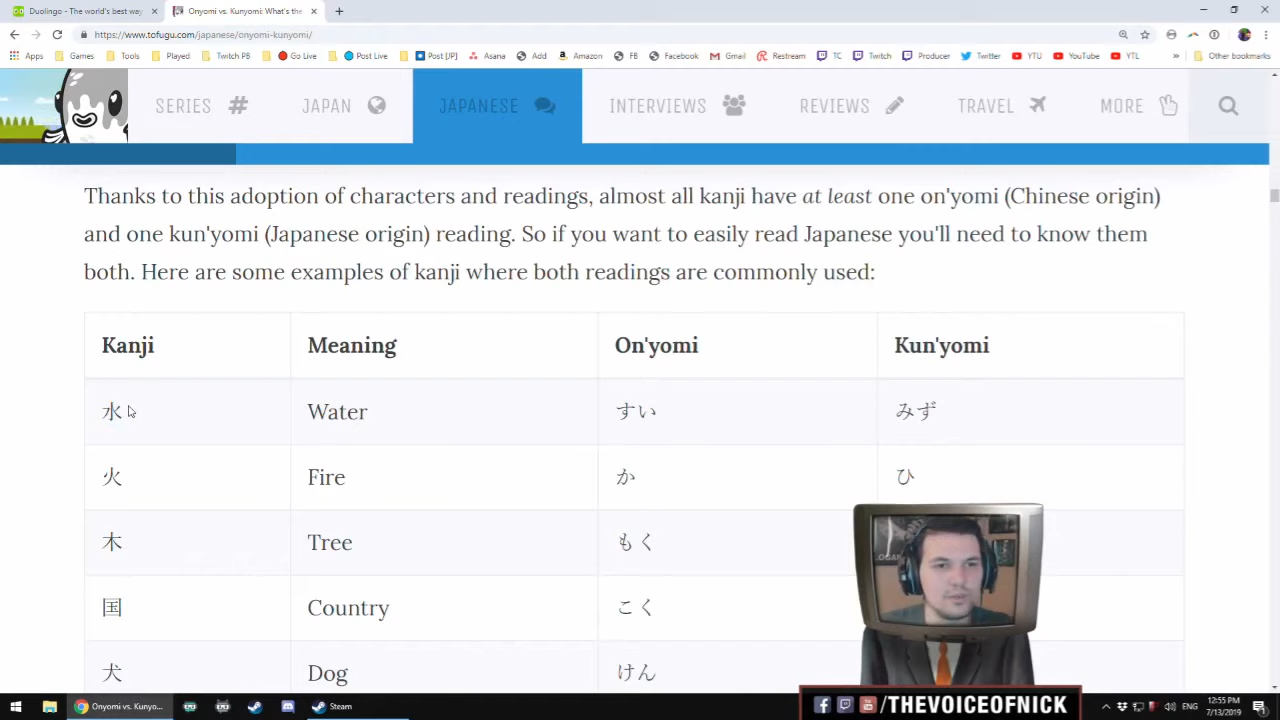 Duolingo - The world's best way
Onyomi vs. Kunyomi: What's the
https://www.tofugu.com/japanese/onyomi-kunyomi/
Apps Games Tools Played Twitch PB Go Live Post Live Post [JP] Asana Add Amazon FB Facebook Gmail Restream TC Twitch Producer Twitter YTU YouTube YTL » Other bookmarks
SERIES JAPAN JAPANESE INTERVIEWS REVIEWS TRAVEL MORE
Thanks to this adoption of characters and readings, almost all kanji have at least one on'yomi (Chinese origin)
and one kun'yomi (Japanese origin) reading. So if you want to easily read Japanese you'll need to know them
both. Here are some examples of kanji where both readings are commonly used:
Kanji Meaning On'yomi Kun'yomi
水 Water すい みず
火 Fire か ひ
木 Tree もく
国 Country こく
犬 Dog けん
/THEVOICEOFNICK
Onyomi vs. Kunyo... Steam ENG 12:55 PM
7/13/2019